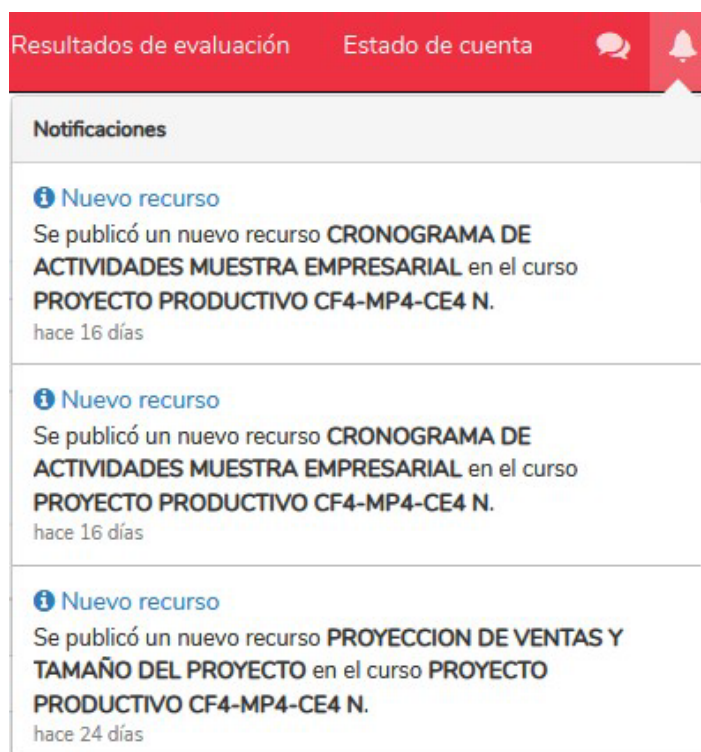 Resultados de evaluación Estado de cuenta
Notificaciones
Nuevo recurso
Se publicó un nuevo recurso CRONOGRAMA DE
ACTIVIDADES MUESTRA EMPRESARIAL en el curso
PROYECTO PRODUCTIVO CF4-MP4-CE4 N.
hace 16 días
Nuevo recurso
Se publicó un nuevo recurso CRONOGRAMA DE
ACTIVIDADES MUESTRA EMPRESARIAL en el curso
PROYECTO PRODUCTIVO CF4-MP4-CE4 N.
hace 16 días
Nuevo recurso
Se publicó un nuevo recurso PROYECCION DE VENTAS Y
TAMAÑO DEL PROYECTO en el curso PROYECTO
PRODUCTIVO CF4-MP4-CE4 N.
hace 24 días